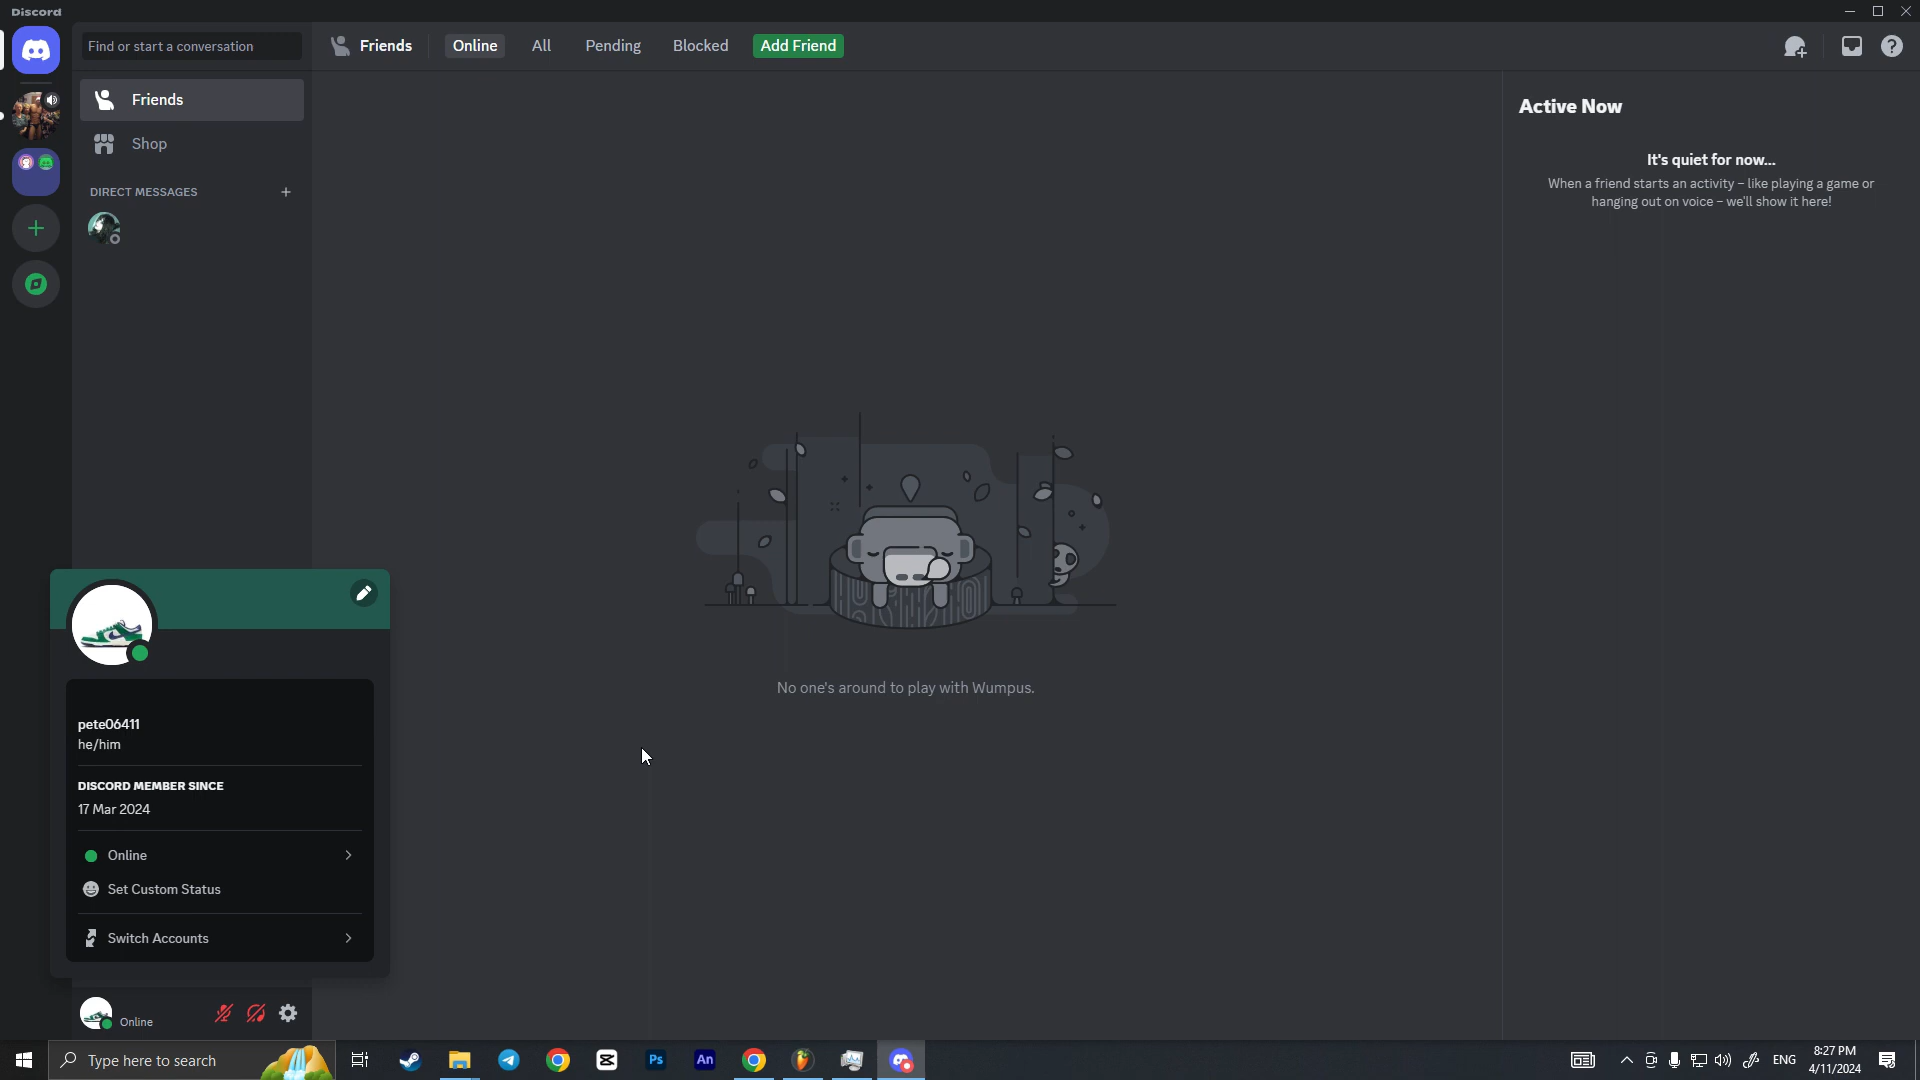 Discord
Find or start a conversation
Friends
Online
All
Pending
Blocked
Add Friend
Friends
Shop
DIRECT MESSAGES
Active Now
It's quiet for now...
When a friend starts an activity – like playing a game or
hanging out on voice – we'll show it here!
No one's around to play with Wumpus.
pete06411
he/him
DISCORD MEMBER SINCE
17 Mar 2024
Online
Set Custom Status
Switch Accounts
Online
Type here to search
Ps
An
ENG
8:27 PM
4/11/2024